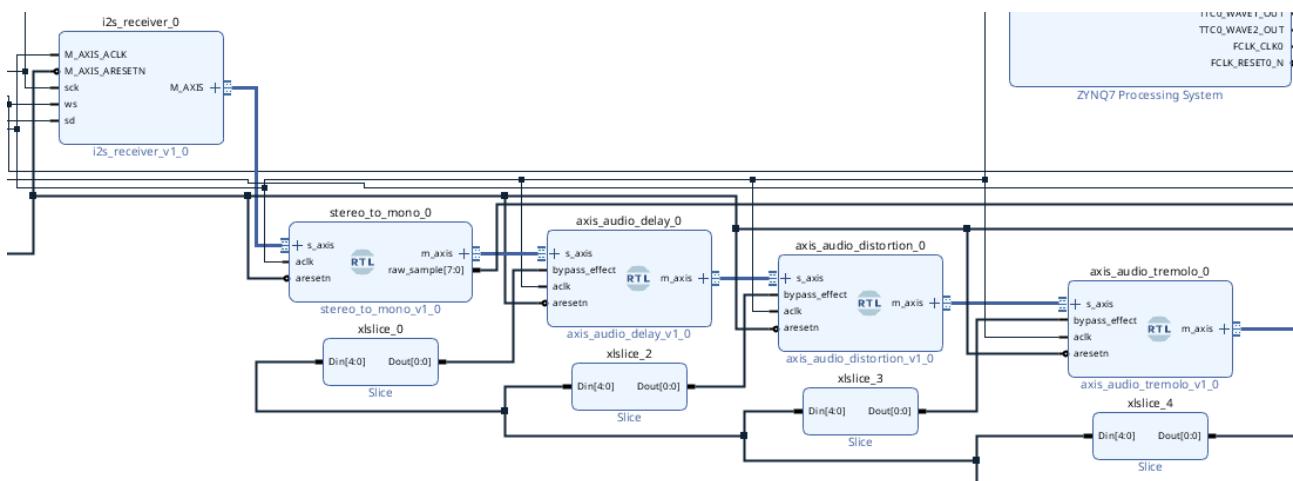 i2s_receiver_0
M_AXIS_ACLK
M_AXIS_ARESETN
sck
ws
sd
M_AXIS
i2s_receiver_v1_0
TTC0_WAVE1_OUT
TTC0_WAVE2_OUT
FCLK_CLK0
FCLK_RESET0_N
ZYNQ7 Processing System
stereo_to_mono_0
s_axis
aclk
aresetn
RTL
m_axis
raw_sample[7:0]
stereo_to_mono_v1_0
axis_audio_delay_0
s_axis
bypass_effect
aclk
aresetn
RTL
m_axis
axis_audio_delay_v1_0
axis_audio_distortion_0
s_axis
bypass_effect
aclk
aresetn
RTL
m_axis
axis_audio_distortion_v1_0
axis_audio_tremolo_0
s_axis
bypass_effect
aclk
aresetn
RTL
m_axis
axis_audio_tremolo_v1_0
xlslice_0
Din[4:0] Dout[0:0]
Slice
xlslice_2
Din[4:0] Dout[0:0]
Slice
xlslice_3
Din[4:0] Dout[0:0]
Slice
xlslice_4
Din[4:0] Dout[0:0]
Slice